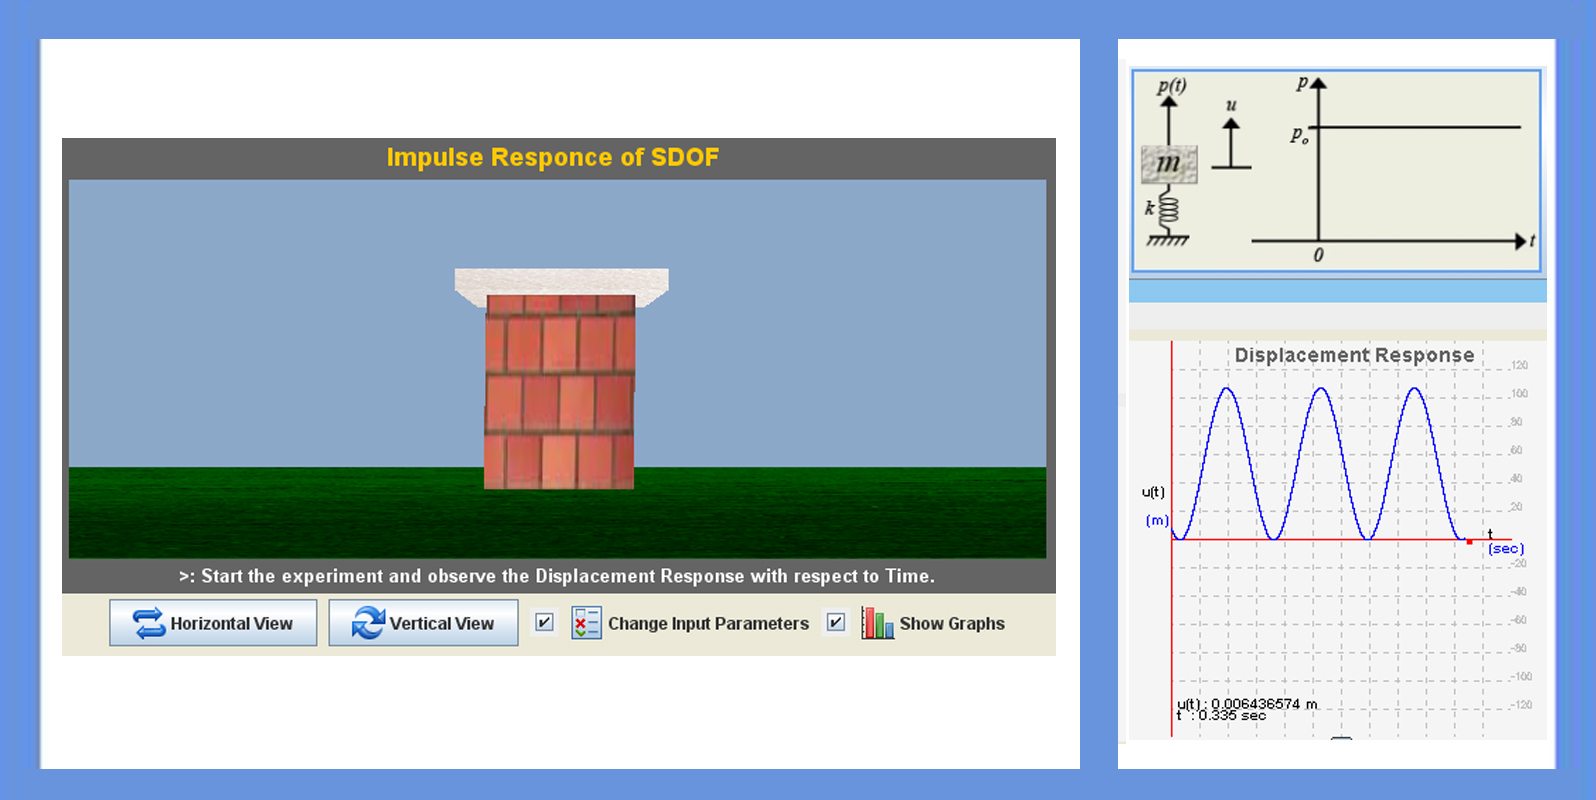 Impulse Responce of SDOF
>: Start the experiment and observe the Displacement Response with respect to Time.
Horizontal View
Vertical View
Change Input Parameters
Show Graphs
p(t)
u
m
k
p
po
0
t
Displacement Response
120
100
80
60
40
20
-20
-40
-60
-80
-100
-120
u(t)
(m)
t
(sec)
u(t) : 0.006436574 m
t : 0.335 sec